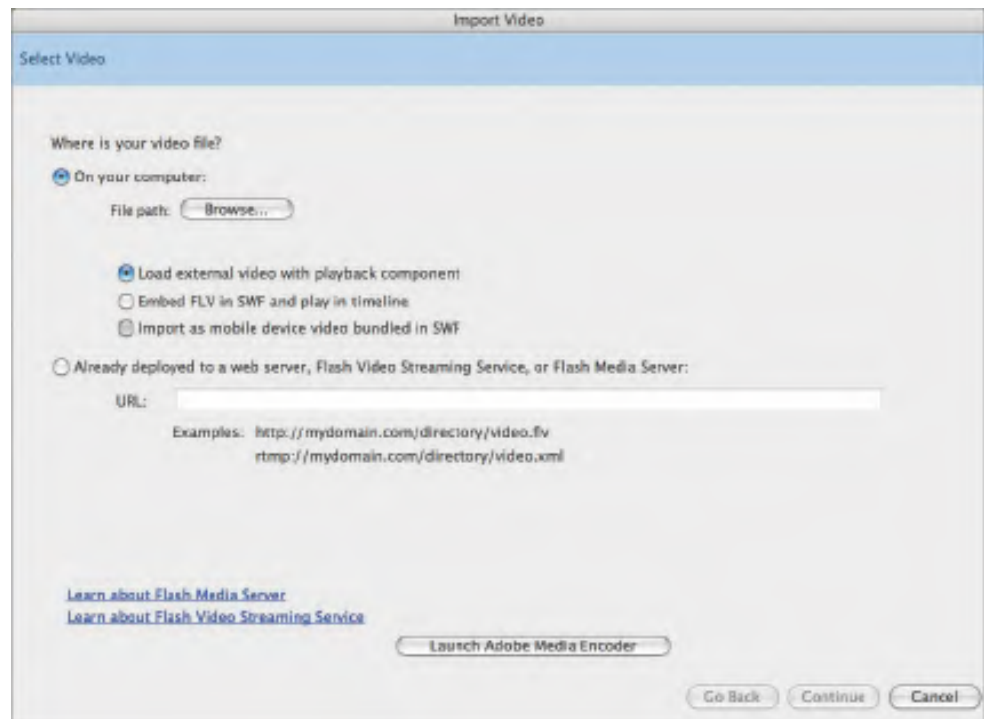 Import Video
Select Video
Where is your video file?
On your computer:
File path: Browse...
Load external video with playback component
Embed FLV in SWF and play in timeline
Import as mobile device video bundled in SWF
Already deployed to a web server, Flash Video Streaming Service, or Flash Media Server:
URL:
Examples: http://mydomain.com/directory/video.flv
rtmp://mydomain.com/directory/video.xml
Learn about Flash Media Server
Learn about Flash Video Streaming Service
Launch Adobe Media Encoder
Go Back Continue Cancel